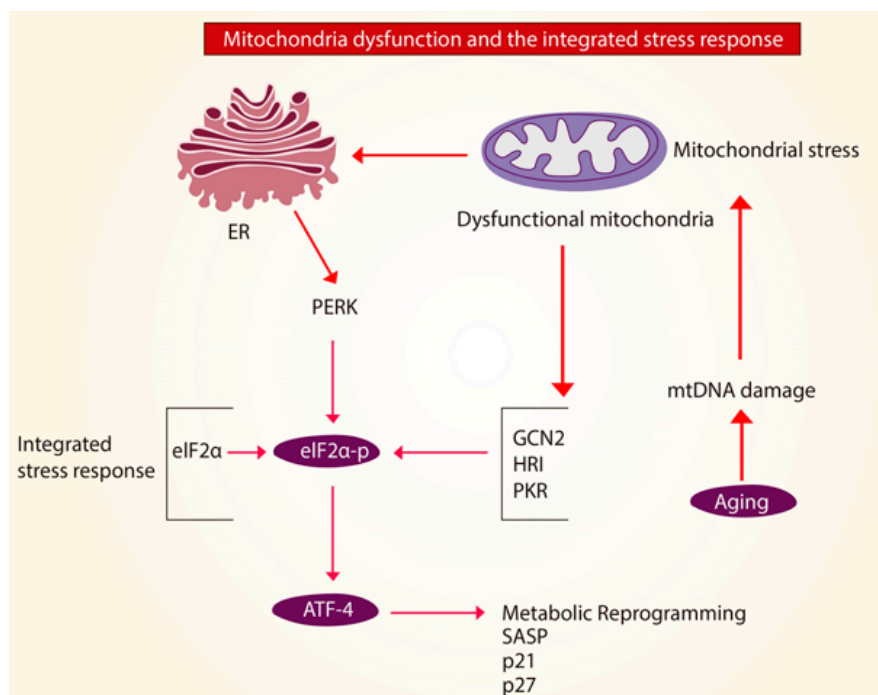 Mitochondria dysfunction and the integrated stress response
Mitochondrial stress
Dysfunctional mitochondria
ER
PERK
mtDNA damage
Integrated
stress response
eIF2α
eIF2α-p
GCN2
HRI
PKR
Aging
ATF-4
Metabolic Reprogramming
SASP
p21
p27